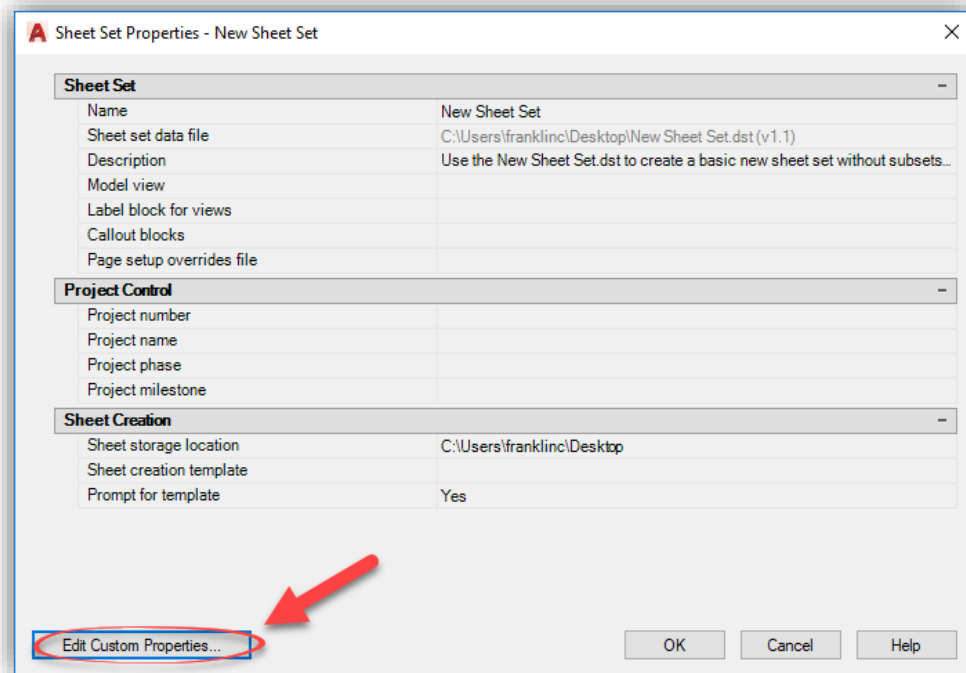 Sheet Set Properties - New Sheet Set
Sheet Set
Name New Sheet Set
Sheet set data file C:\Users\franklinc\Desktop\New Sheet Set.dst (v1.1)
Description Use the New Sheet Set.dst to create a basic new sheet set without subsets...
Model view
Label block for views
Callout blocks
Page setup overrides file
Project Control
Project number
Project name
Project phase
Project milestone
Sheet Creation
Sheet storage location C:\Users\franklinc\Desktop
Sheet creation template
Prompt for template Yes
Edit Custom Properties... OK Cancel Help